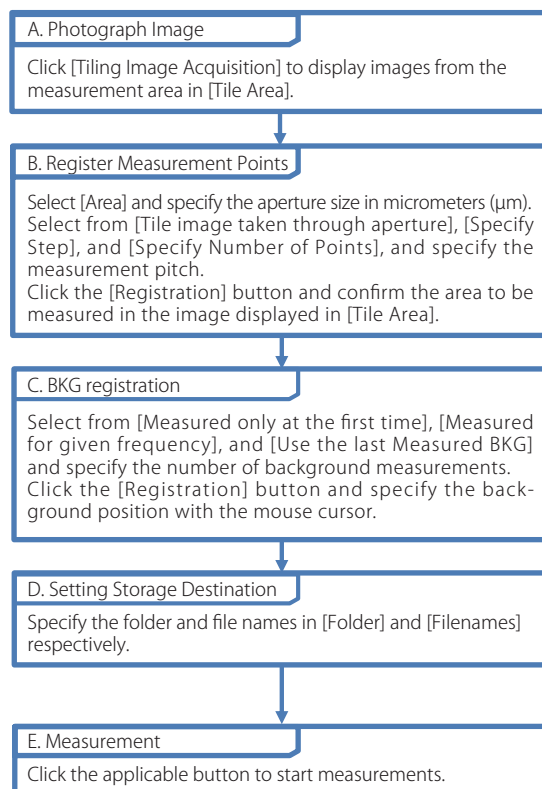 A. Photograph Image
Click [Tiling Image Acquisition] to display images from the
measurement area in [Tile Area].
B. Register Measurement Points
Select [Area] and specify the aperture size in micrometers (μm).
Select from [Tile image taken through aperture], [Specify
Step], and [Specify Number of Points], and specify the
measurement pitch.
Click the [Registration] button and confirm the area to be
measured in the image displayed in [Tile Area].
C. BKG registration
Select from [Measured only at the first time], [Measured
for given frequency], and [Use the last Measured BKG]
and specify the number of background measurements.
Click the [Registration] button and specify the back-
ground position with the mouse cursor.
D. Setting Storage Destination
Specify the folder and file names in [Folder] and [Filenames]
respectively.
E. Measurement
Click the applicable button to start measurements.